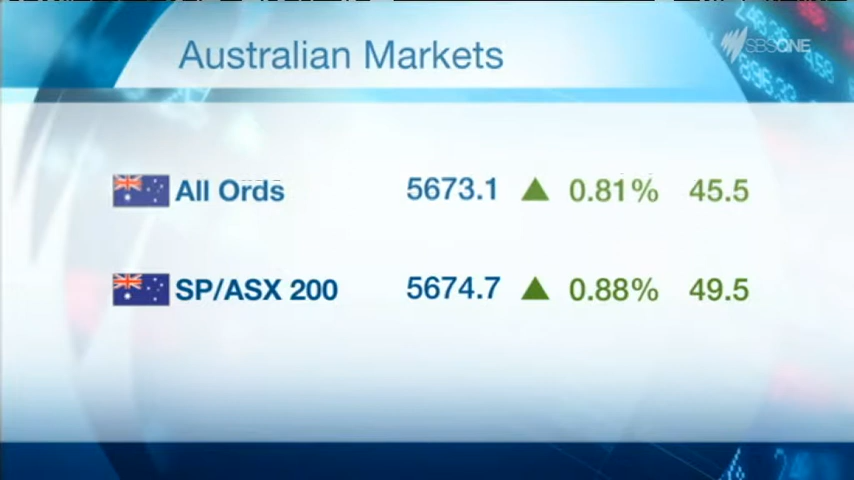 Australian Markets
SBS ONE
All Ords 5673.1 ▲ 0.81% 45.5
SP/ASX 200 5674.7 ▲ 0.88% 49.5